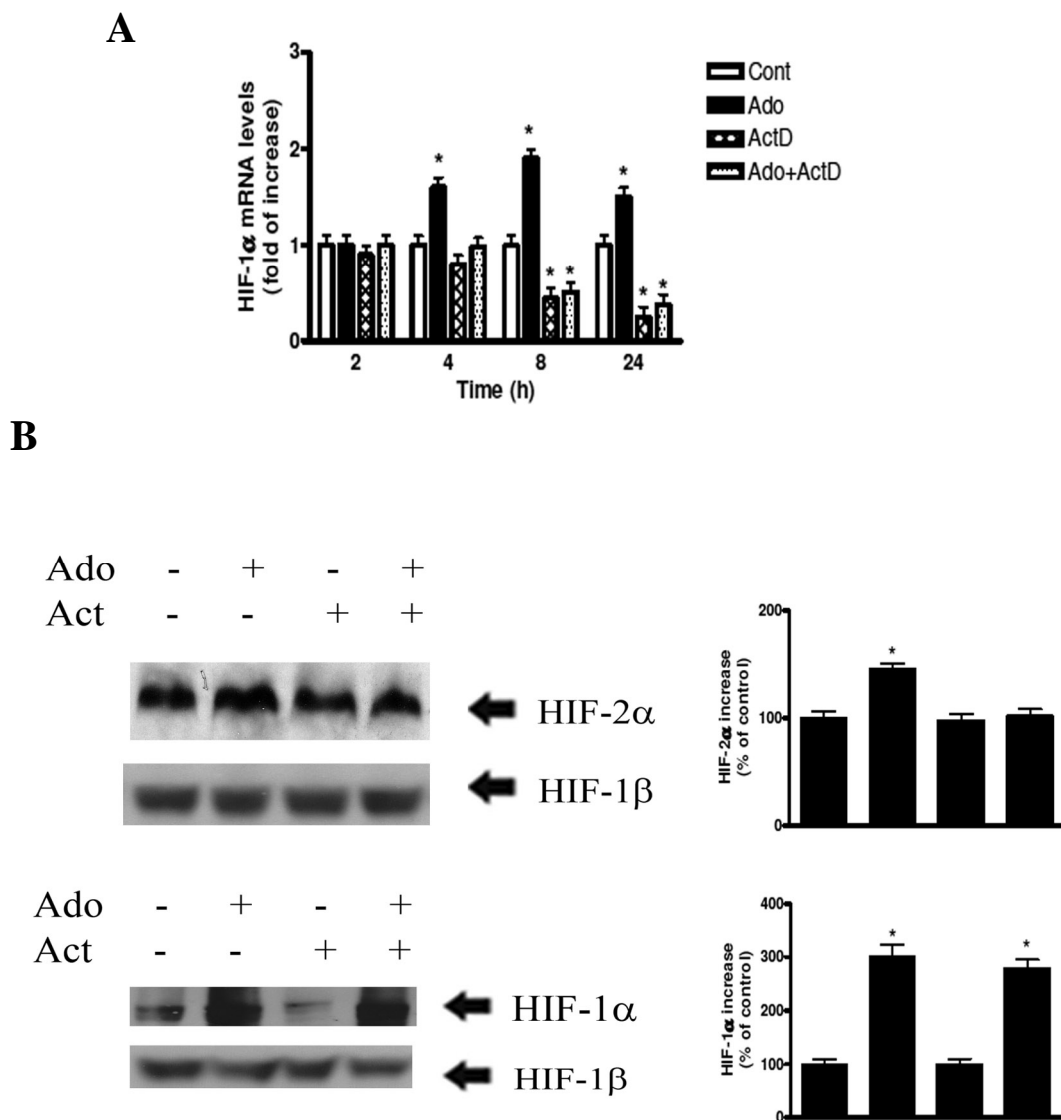 A
HIF-1α mRNA levels
(fold of increase)
3
2
1
0
* * *
* * * *
2 4 8 24
Time (h)
Cont
Ado
ActD
Ado+ActD
B
Ado - + - +
Act - - + +
HIF-2α
HIF-1β
HIF-2α increase
(% of control)
200
100
0
*
Ado - + - +
Act - - + +
HIF-1α
HIF-1β
HIF-1α increase
(% of control)
400
300
200
100
0
* *